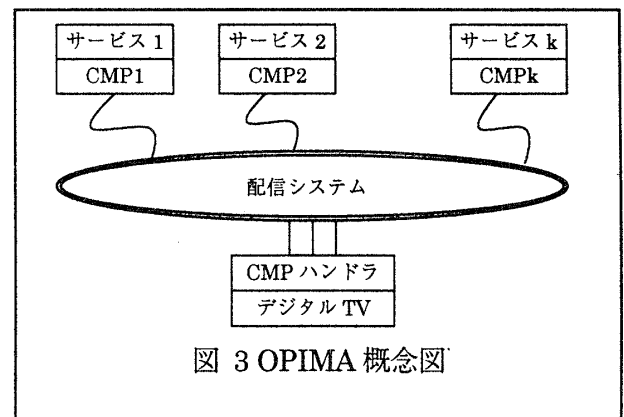 サービス 1 サービス 2 サービス k
CMP1 CMP2 CMPk
配信システム
CMP ハンドラ
デジタル TV
図 3 OPIMA 概念図